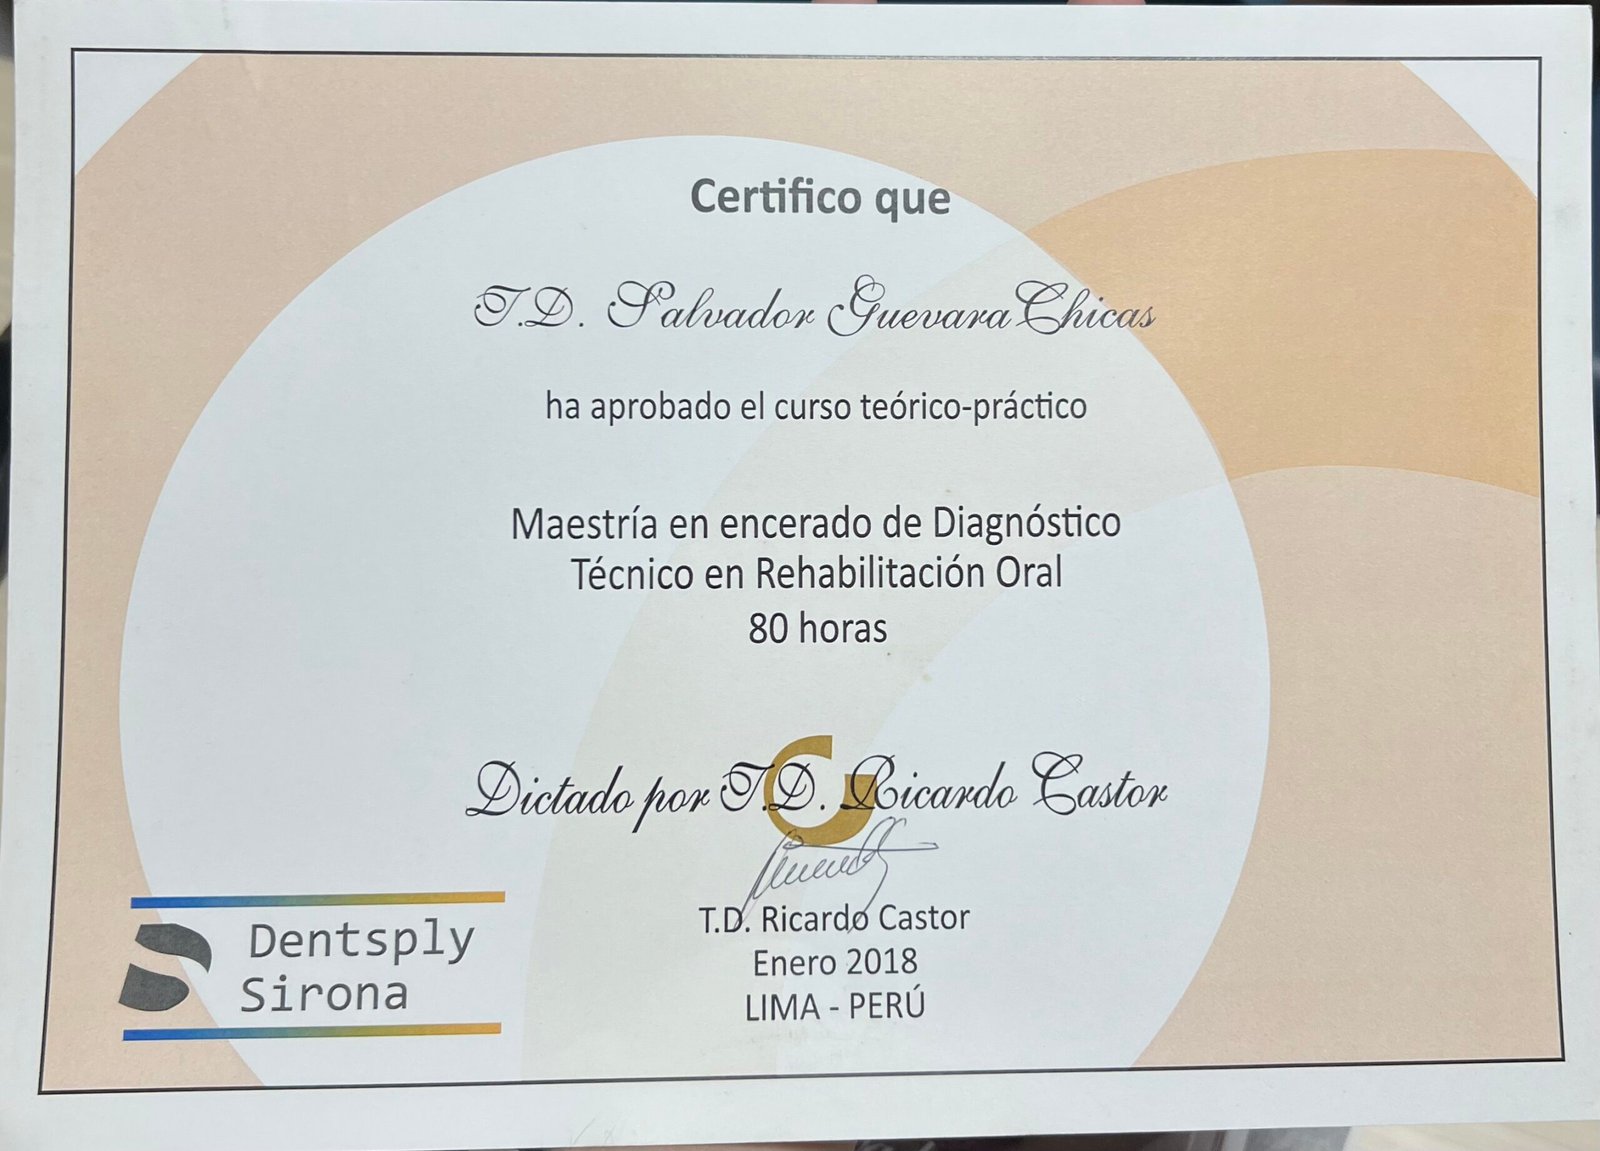 Certifico que
T.D. Salvador Guevara Chicas
ha aprobado el curso teórico-práctico
Maestría en encerado de Diagnóstico
Técnico en Rehabilitación Oral
80 horas
Dictado por T.D. Ricardo Castor
T.D. Ricardo Castor
Enero 2018
LIMA - PERÚ
Dentsply
Sirona